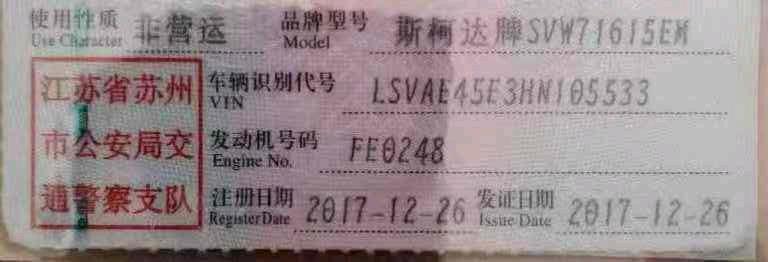 使用性质 非营运 品牌型号 斯柯达牌SVW71615EM
Use Character Model
江苏省苏州 车辆识别代号 LSVAE45E3HN105533
VIN
市公安局交 发动机号码 FE0248
Engine No.
通警察支队 注册日期 2017-12-26 发证日期 2017-12-26
Register Date Issue Date